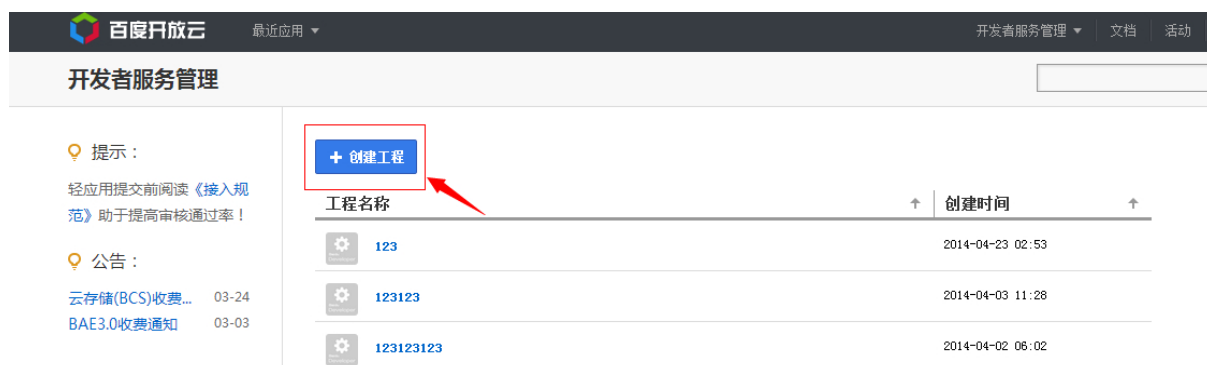 百度开放云 最近应用 开发者服务管理 文档 活动
开发者服务管理
提示：
轻应用提交前阅读《接入规
范》助于提高审核通过率！
公告：
云存储(BCS)收费... 03-24
BAE3.0收费通知 03-03
+ 创建工程
工程名称 创建时间
123 2014-04-23 02:53
123123 2014-04-03 11:28
123123123 2014-04-02 06:02